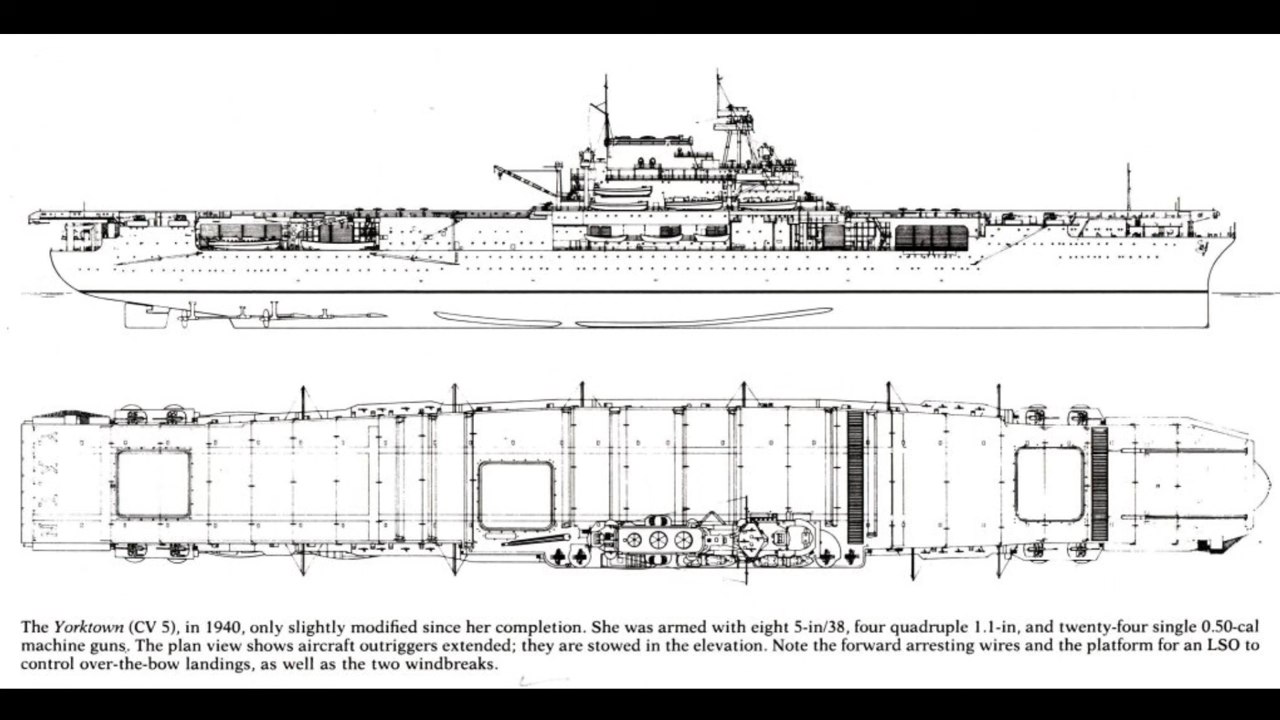 The Yorktown (CV 5), in 1940, only slightly modified since her completion. She was armed with eight 5-in/38, four quadruple 1.1-in, and twenty-four single 0.50-cal
machine guns. The plan view shows aircraft outriggers extended; they are stowed in the elevation. Note the forward arresting wires and the platform for an LSO to
control over-the-bow landings, as well as the two windbreaks.